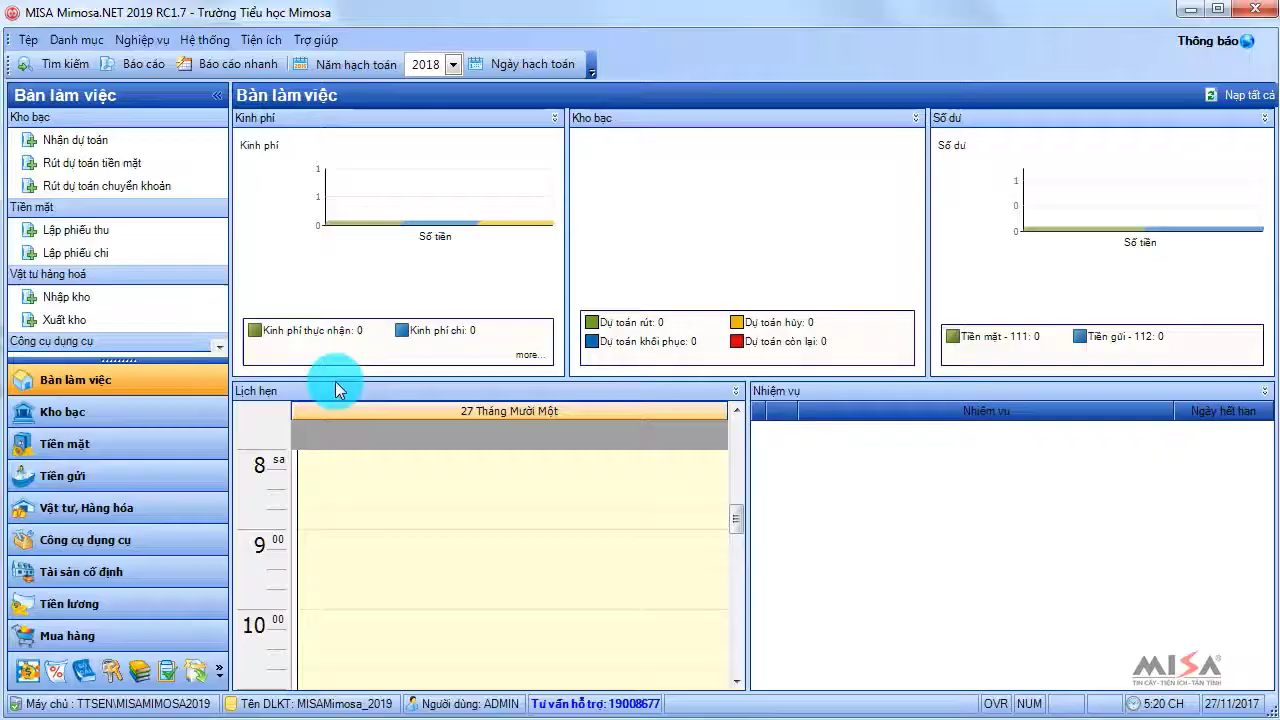 MISA Mimosa.NET 2019 RC1.7 - Trường Tiểu học Mimosa
Tệp Danh mục Nghiệp vụ Hệ thống Tiện ích Trợ giúp
Thông báo
Tìm kiếm Báo cáo Báo cáo nhanh Năm hạch toán 2018 Ngày hạch toán
Bàn làm việc «
Kho bạc
Nhận dự toán
Rút dự toán tiền mặt
Rút dự toán chuyển khoản
Tiền mặt
Lập phiếu thu
Lập phiếu chi
Vật tư hàng hoá
Nhập kho
Xuất kho
Công cụ dụng cụ
Bàn làm việc
Kho bạc
Tiền mặt
Tiền gửi
Vật tư, Hàng hóa
Công cụ dụng cụ
Tài sản cố định
Tiền lương
Mua hàng
Bàn làm việc
Nạp tất cả
Kinh phí
Kinh phí
1
1
0
Số tiền
Kinh phí thực nhận: 0 Kinh phí chi: 0
more...
Kho bạc
Dự toán rút: 0 Dự toán hủy: 0
Dự toán khôi phục: 0 Dự toán còn lại: 0
Số dư
Số dư
1
0
0
Số tiền
Tiền mặt - 111: 0 Tiền gửi - 112: 0
Lịch hẹn
27 Tháng Mười Một
8 sa
9 00
10 00
Nhiệm vụ
Nhiệm vụ Ngày hết hạn
MISA
TIN CẬY-TIỆN ÍCH-TẬN TÌNH
Máy chủ : TTSEN\MISAMIMOSA2019 Tên DLKT: MISAMimosa_2019 Người dùng: ADMIN Tư vấn hỗ trợ: 19008677 OVR NUM 5:20 CH 27/11/2017